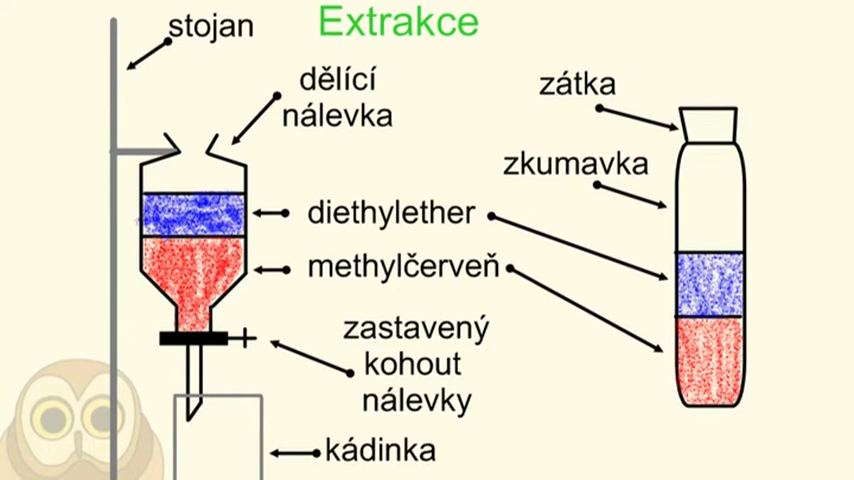 Extrakce
stojan
dělící
nálevka
zátka
zkumavka
diethylether
methylčerveň
zastavený
kohout
nálevky
kádinka